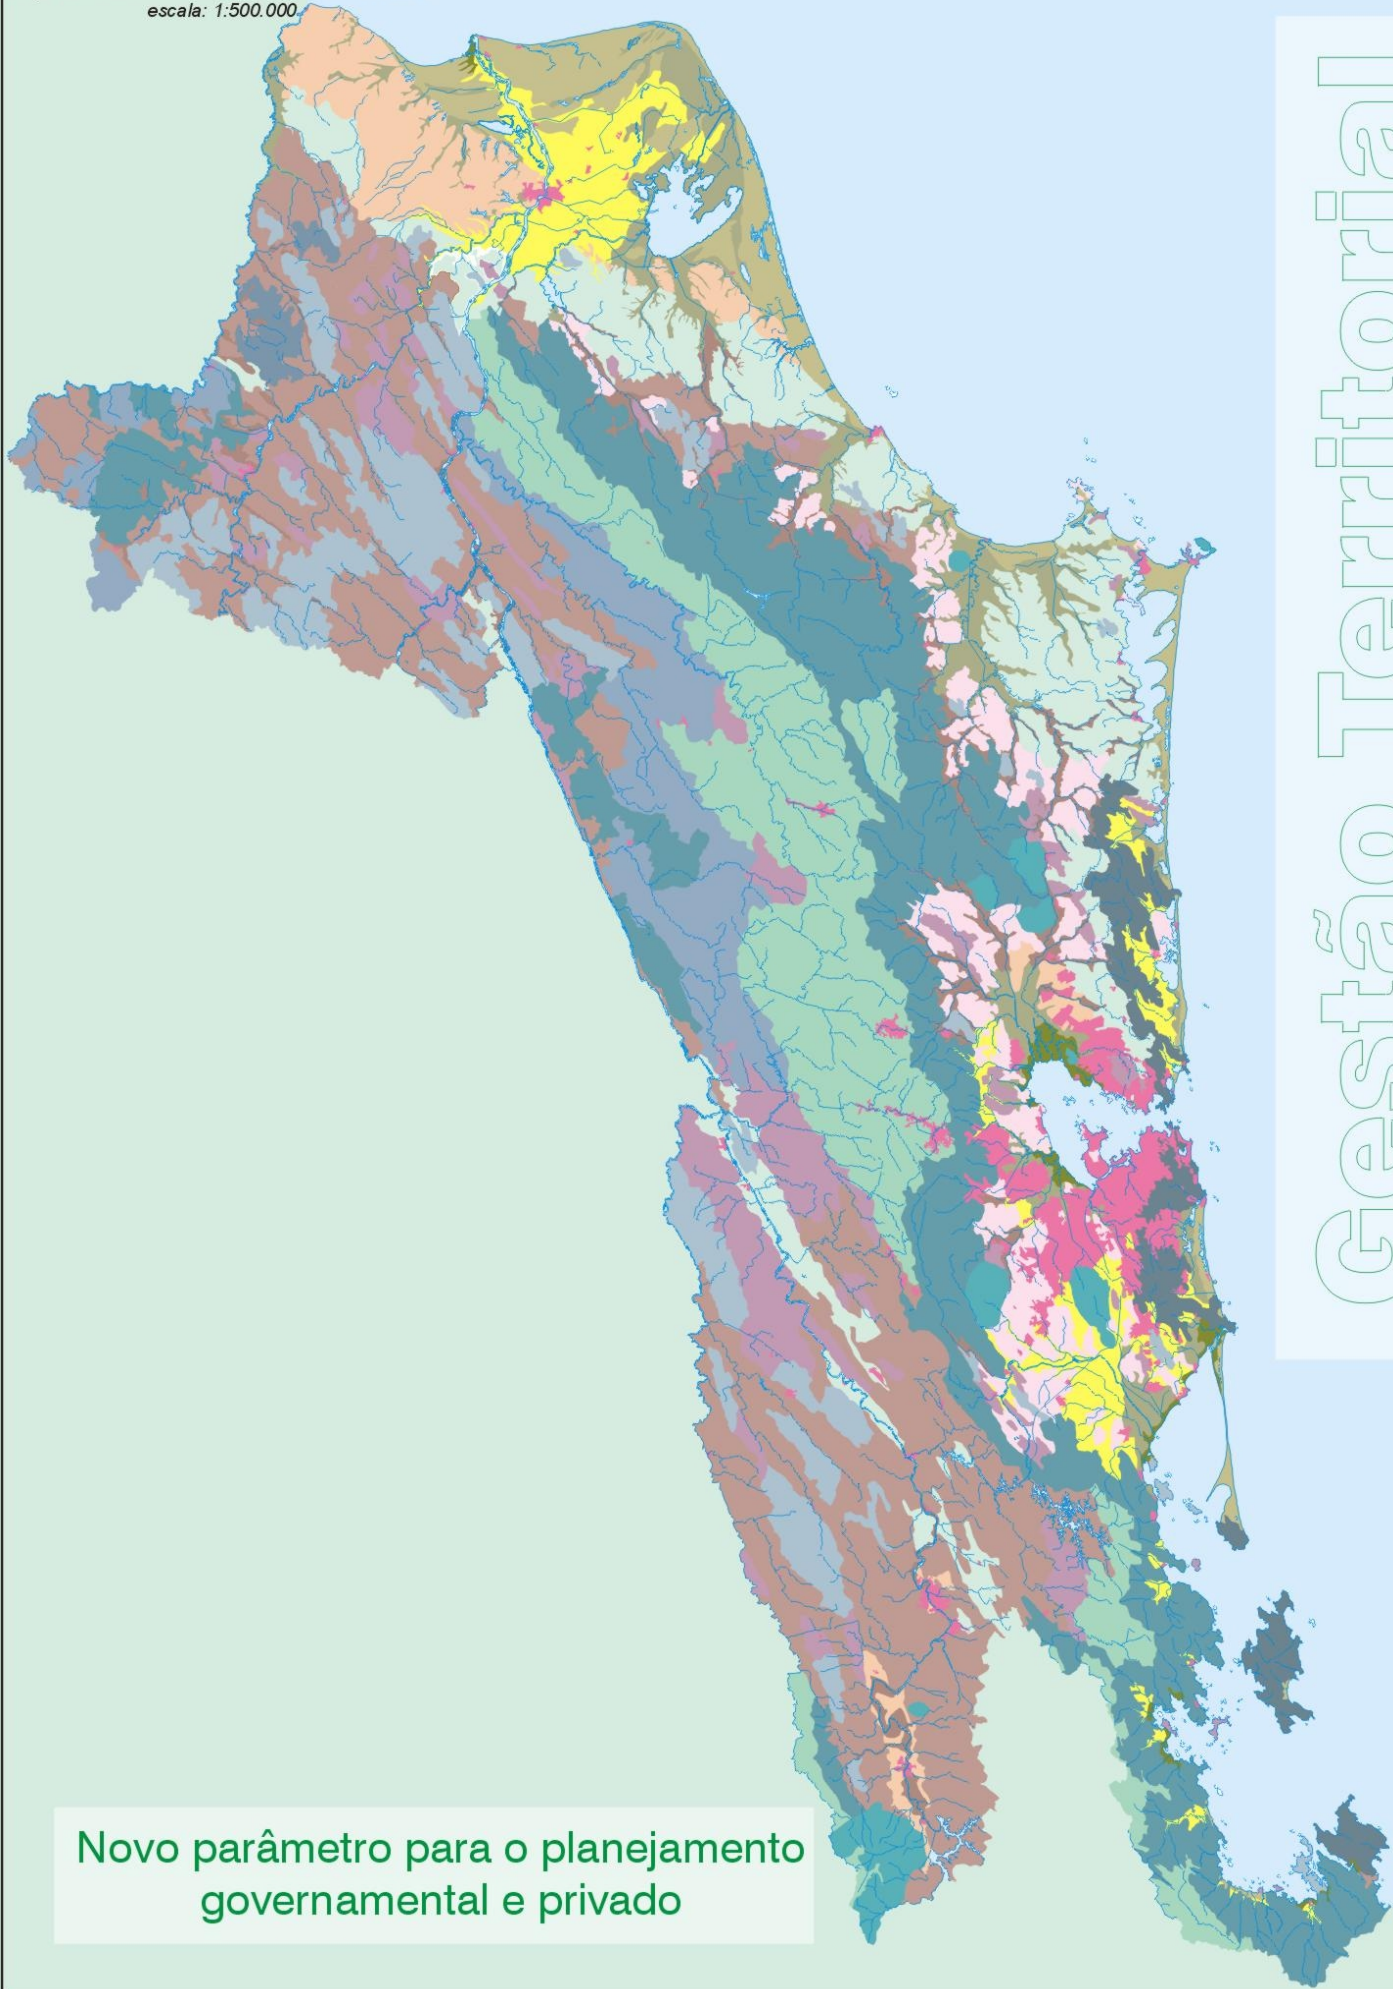 escala: 1:500.000
Gestão Territorial
Novo parâmetro para o planejamento
governamental e privado